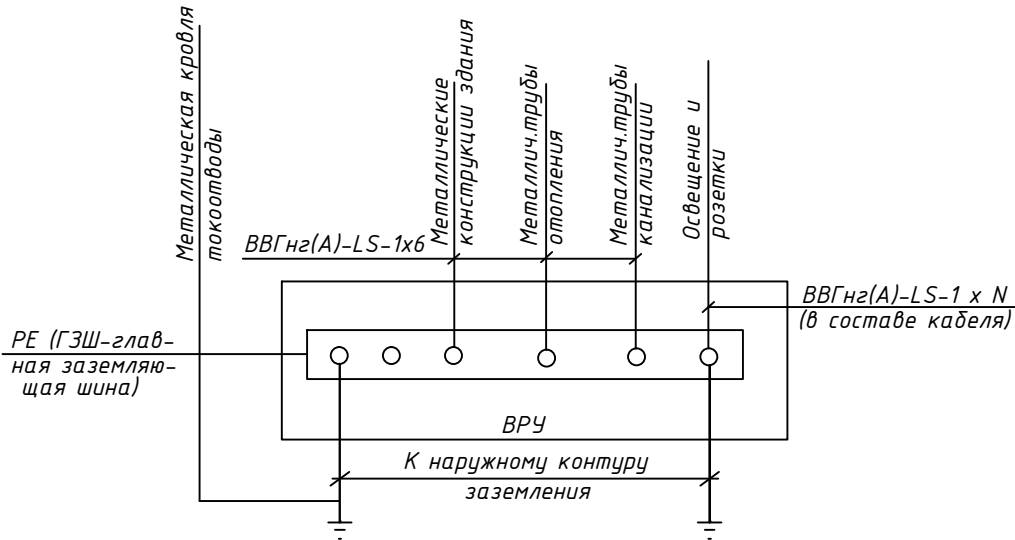 Металлическая кровля
токоотводы
Металлические
конструкции здания
Металлич.трубы
отопления
Металлич.трубы
канализации
Освещение и
розетки
ВВГнг(А)-LS-1х6
ВВГнг(А)-LS-1 х N
(в составе кабеля)
РЕ (ГЗШ-глав-
ная заземляю-
щая шина)
ВРУ
К наружному контуру
заземления